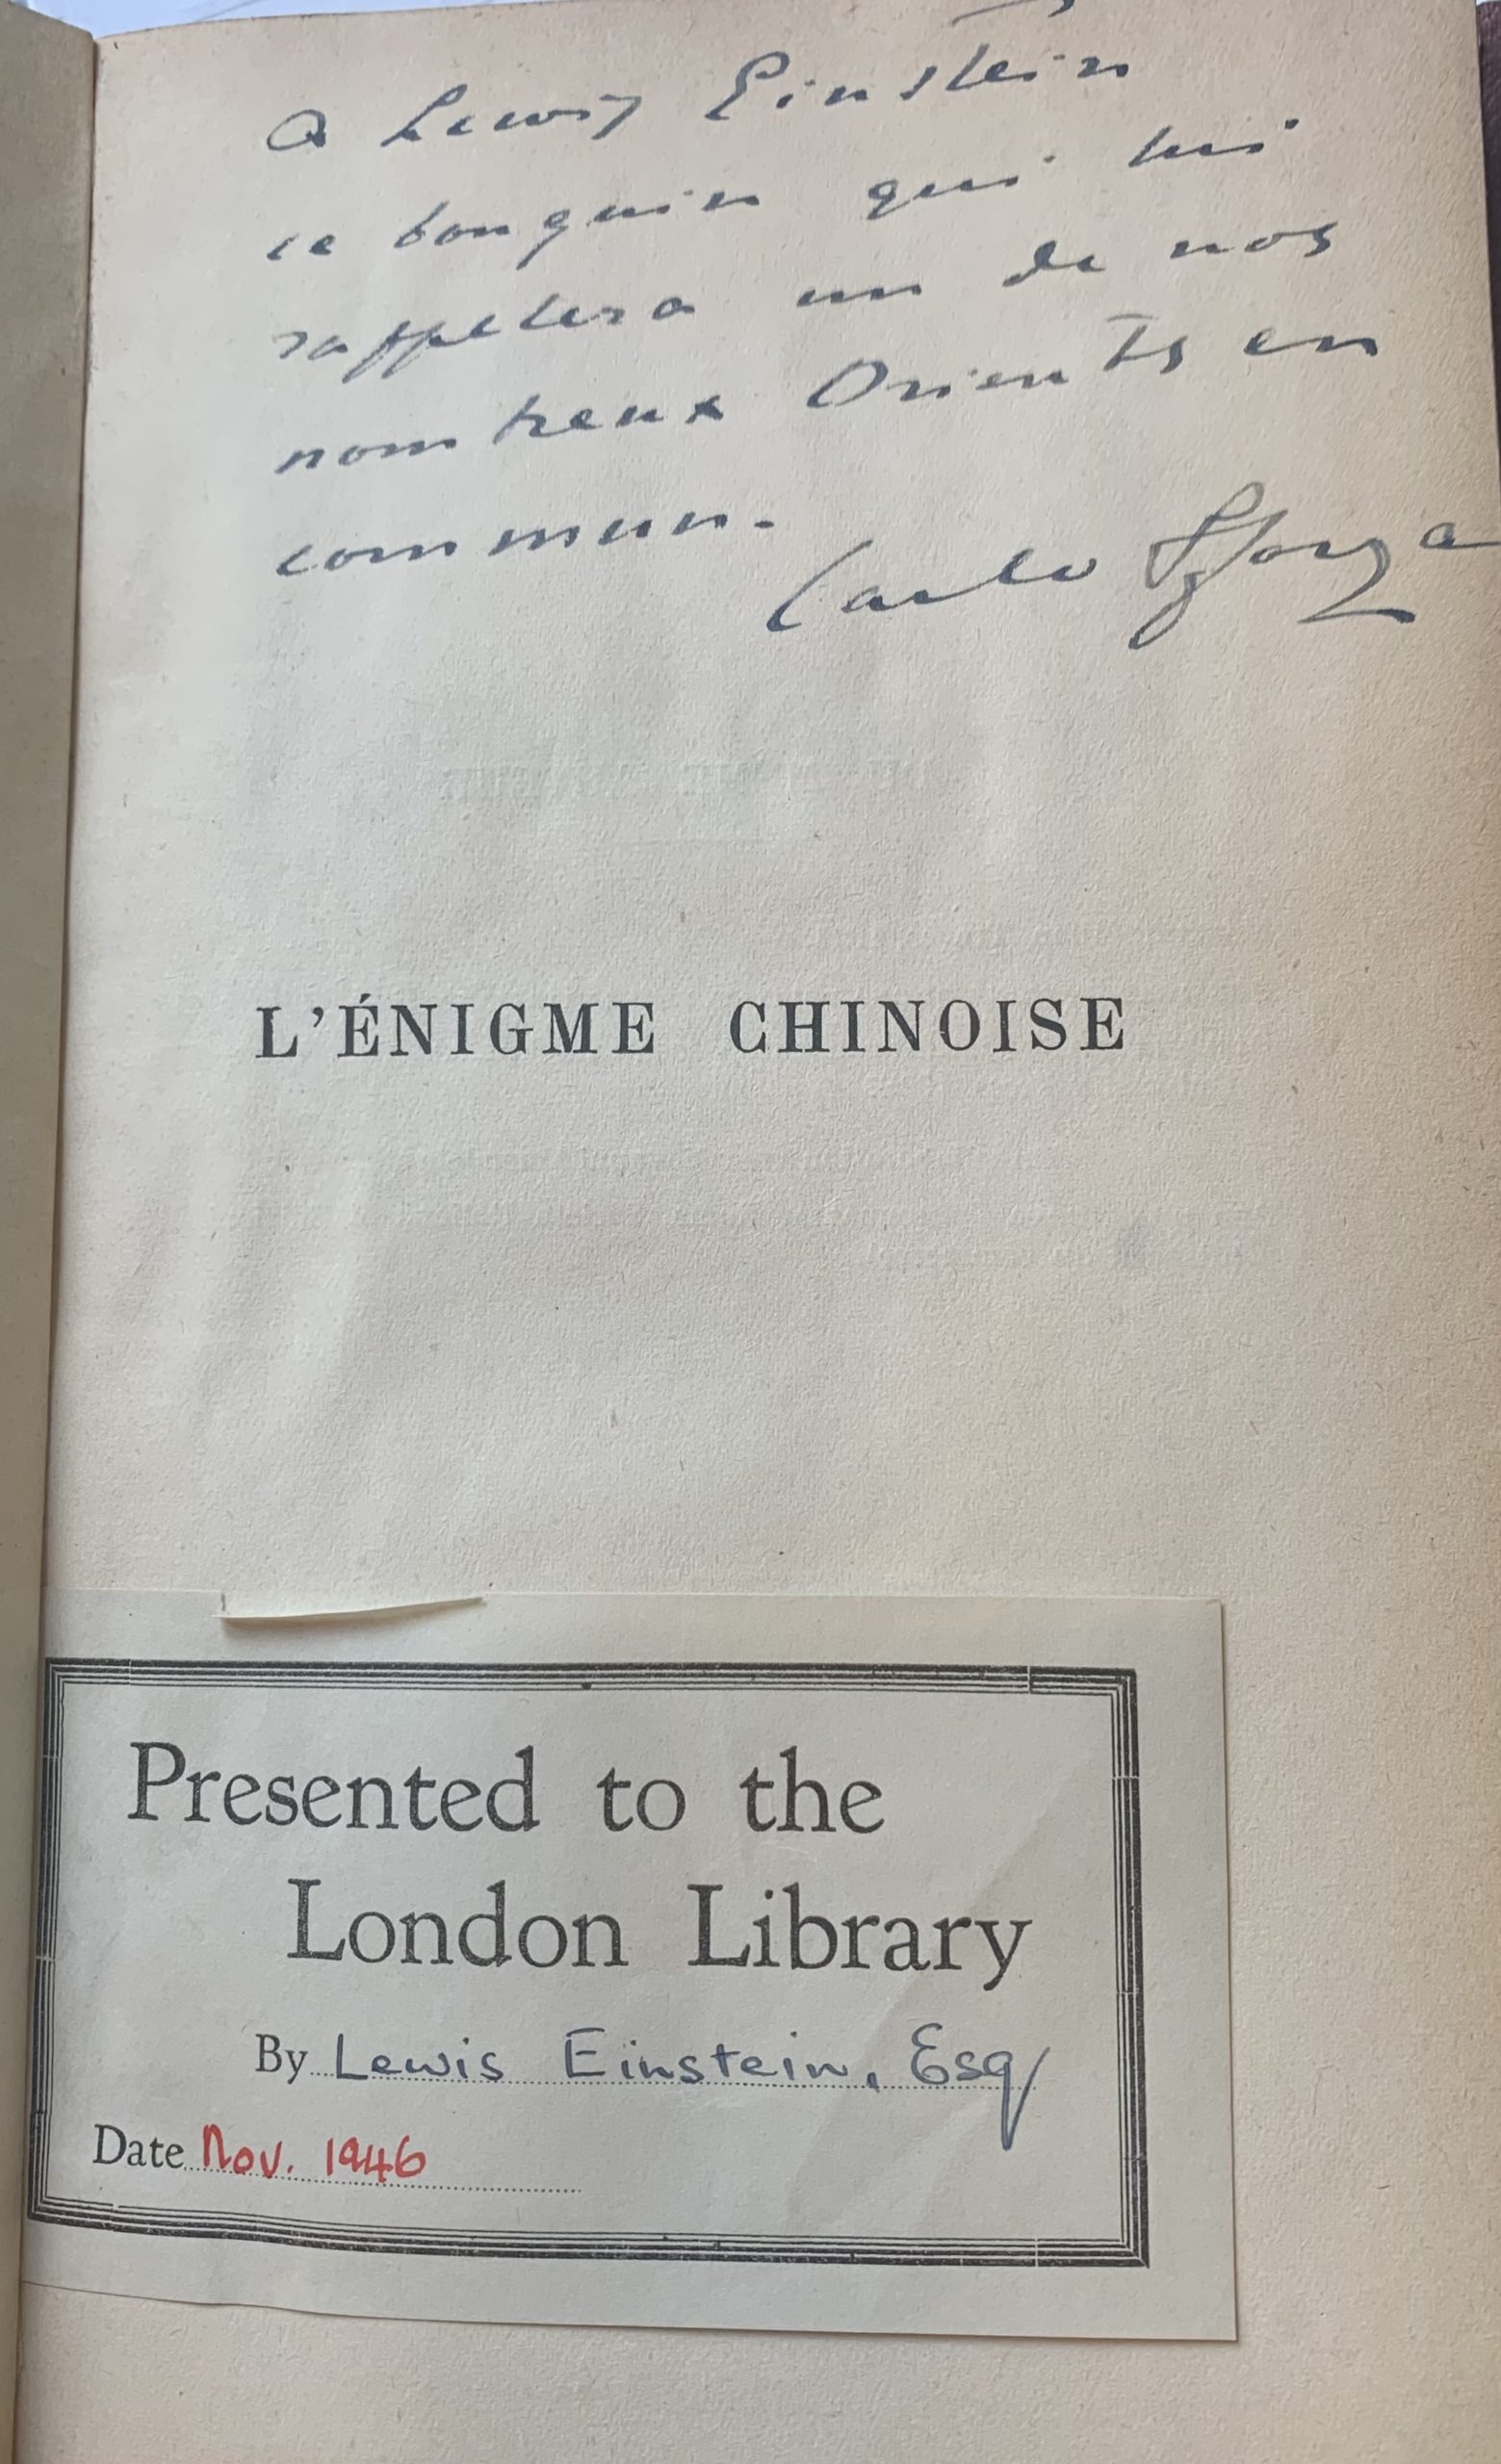 A Lewis Einstein
ce bouquin qui lui
rappelera un de nos
nombreux Orients en
commun.
Carlo Sforza
L'ÉNIGME CHINOISE
Presented to the
London Library
By Lewis Einstein, Esq
Date Nov. 1946